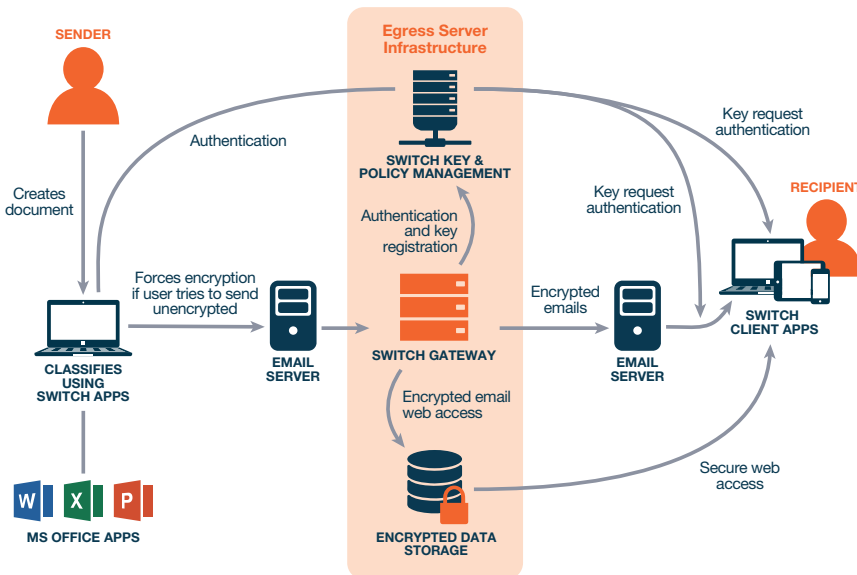 SENDER
Egress Server
Infrastructure
Authentication
Key request
authentication
SWITCH KEY &
POLICY MANAGEMENT
Creates
document
Key request
authentication
RECIPIENT
Authentication
and key
registration
Forces encryption
if user tries to send
unencrypted
Encrypted
emails
SWITCH
CLIENT APPS
EMAIL
SERVER
SWITCH GATEWAY
EMAIL
SERVER
CLASSIFIES
USING
SWITCH APPS
Encrypted email
web access
Secure web
access
W
X
P
MS OFFICE APPS
ENCRYPTED DATA
STORAGE